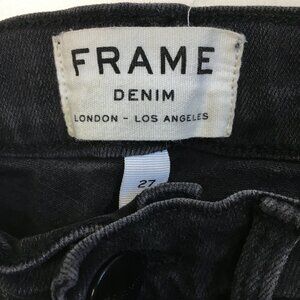 FRAME
DENIM
LONDON - LOS ANGELES
27